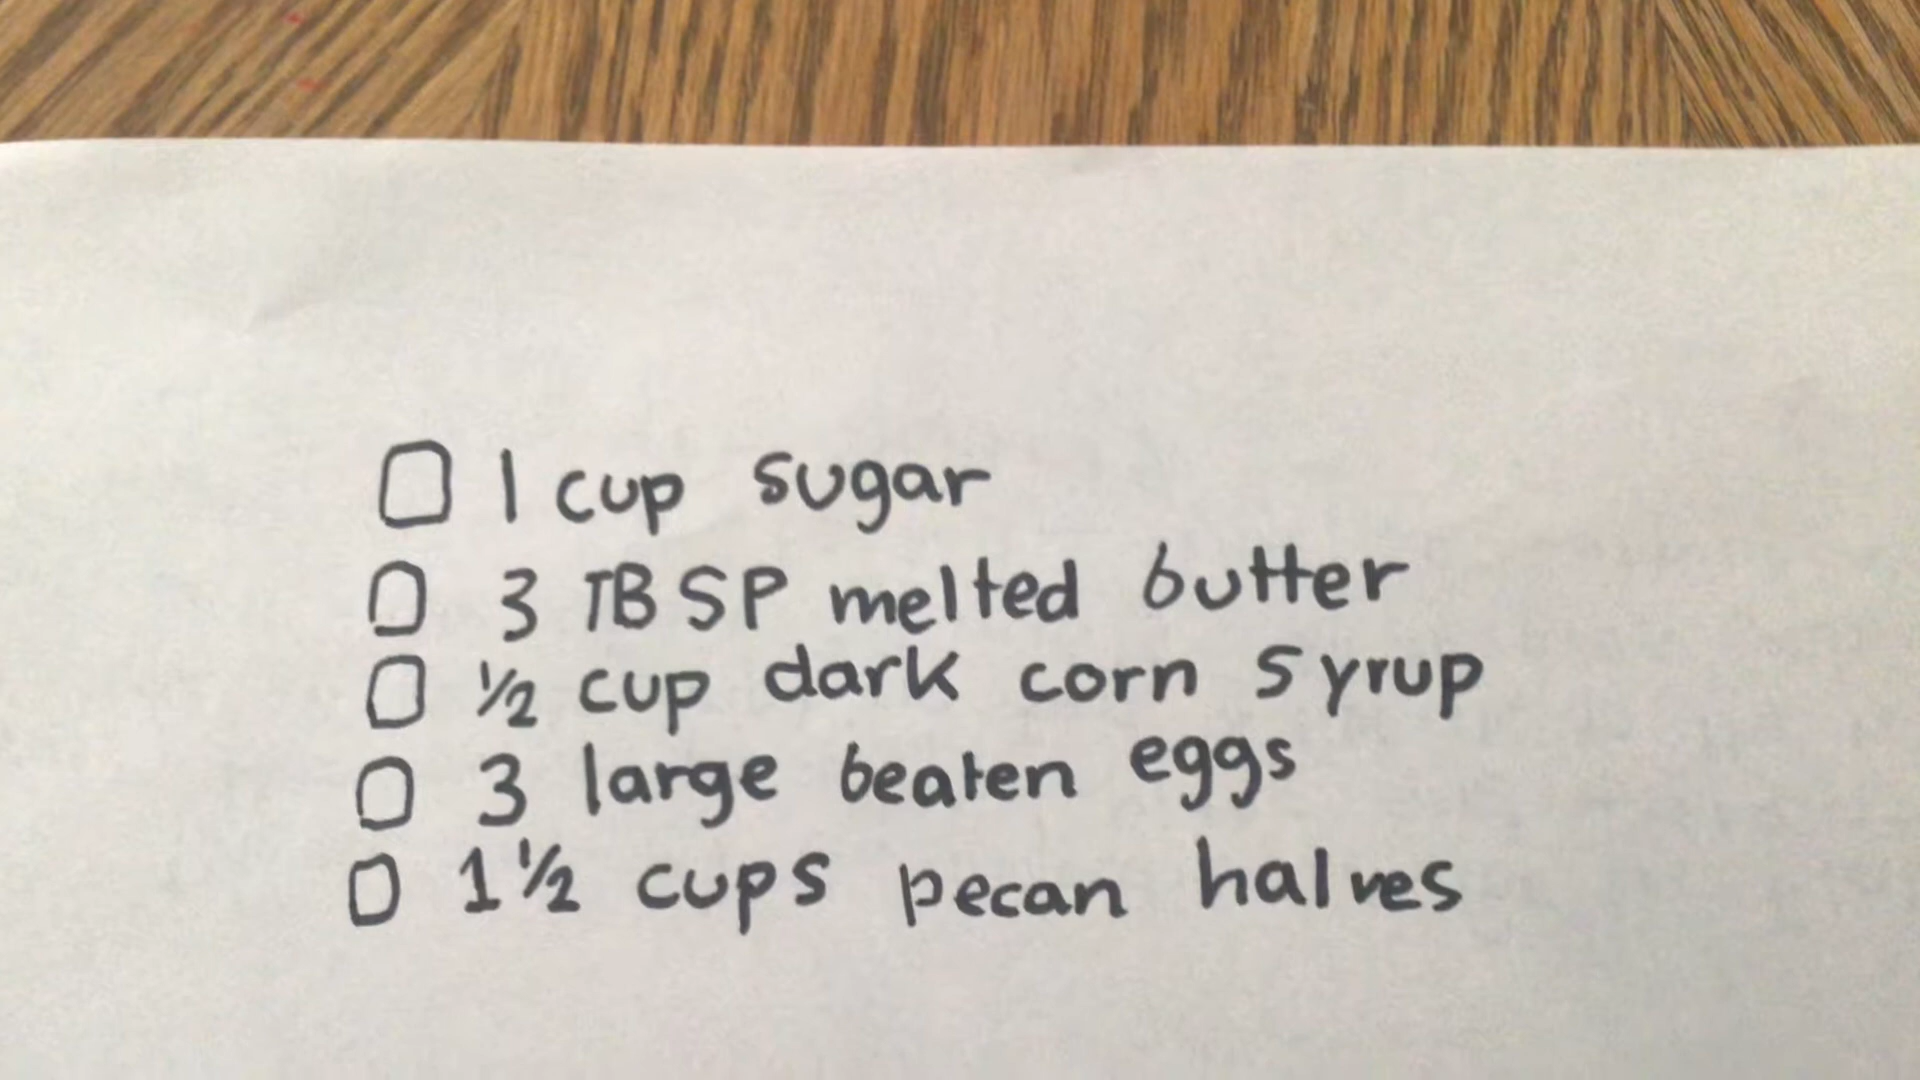 1 cup sugar
3 TBSP melted butter
½ cup dark corn syrup
3 large beaten eggs
1½ cups pecan halves